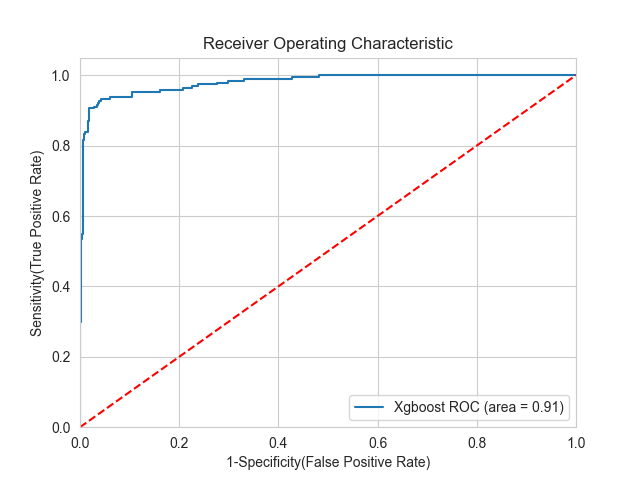 Receiver Operating Characteristic
Sensitivity(True Positive Rate)
1.0
0.8
0.6
0.4
0.2
0.0
0.0 0.2 0.4 0.6 0.8 1.0
1-Specificity(False Positive Rate)
Xgboost ROC (area = 0.91)